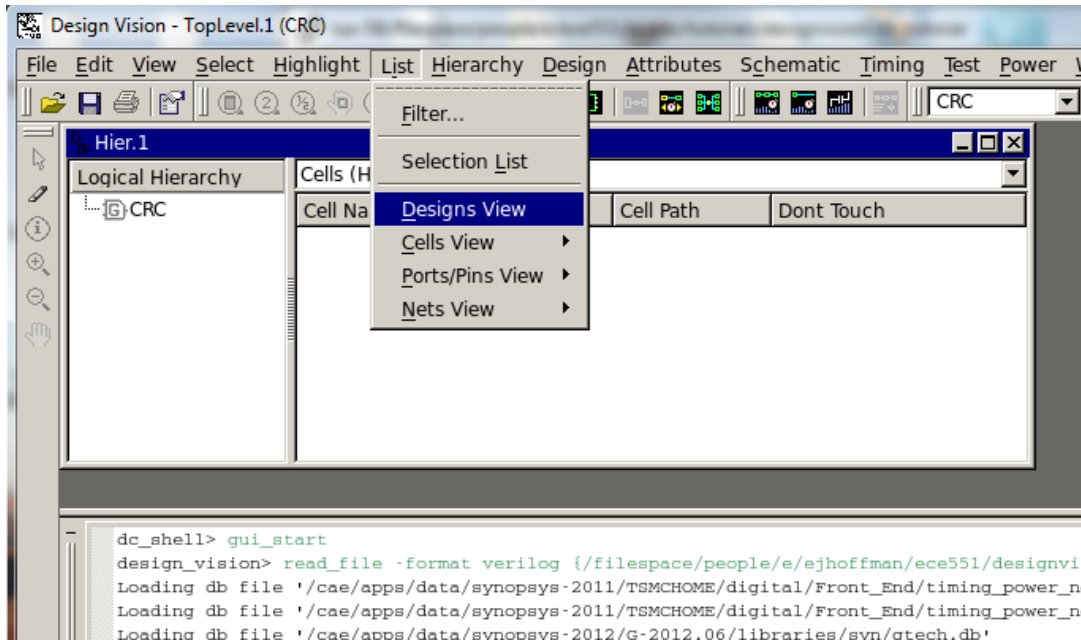 Design Vision - TopLevel.1 (CRC)
File Edit View Select Highlight List Hierarchy Design Attributes Schematic Timing Test Power
CRC
Hier.1
Logical Hierarchy
Cells (H
CRC
Cell Na
Cell Path
Dont Touch
Filter...
Selection List
Designs View
Cells View
Ports/Pins View
Nets View
dc_shell> gui_start
design_vision> read_file -format verilog {/filespace/people/e/ejhoffman/ece551/designvi
Loading db file '/cae/apps/data/synopsys-2011/TSMCHOME/digital/Front_End/timing_power_n
Loading db file '/cae/apps/data/synopsys-2011/TSMCHOME/digital/Front_End/timing_power_n
Loading db file '/cae/apps/data/synopsys-2012/G-2012.06/libraries/syn/gtech.db'